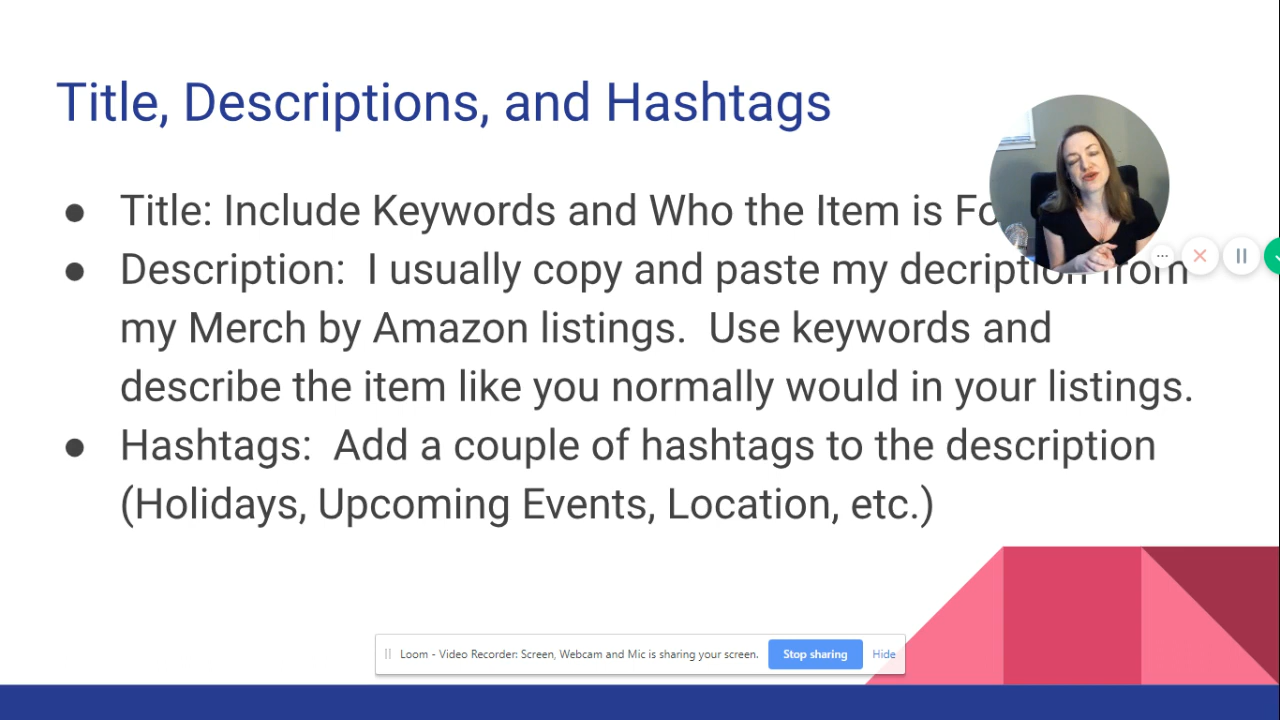 Title, Descriptions, and Hashtags
● Title: Include Keywords and Who the Item is
● Description:  I usually copy and paste my decription from
my Merch by Amazon listings.  Use keywords and
describe the item like you normally would in your listings.
● Hashtags:  Add a couple of hashtags to the description
(Holidays, Upcoming Events, Location, etc.)
Loom - Video Recorder: Screen, Webcam and Mic is sharing your screen. Stop sharing Hide